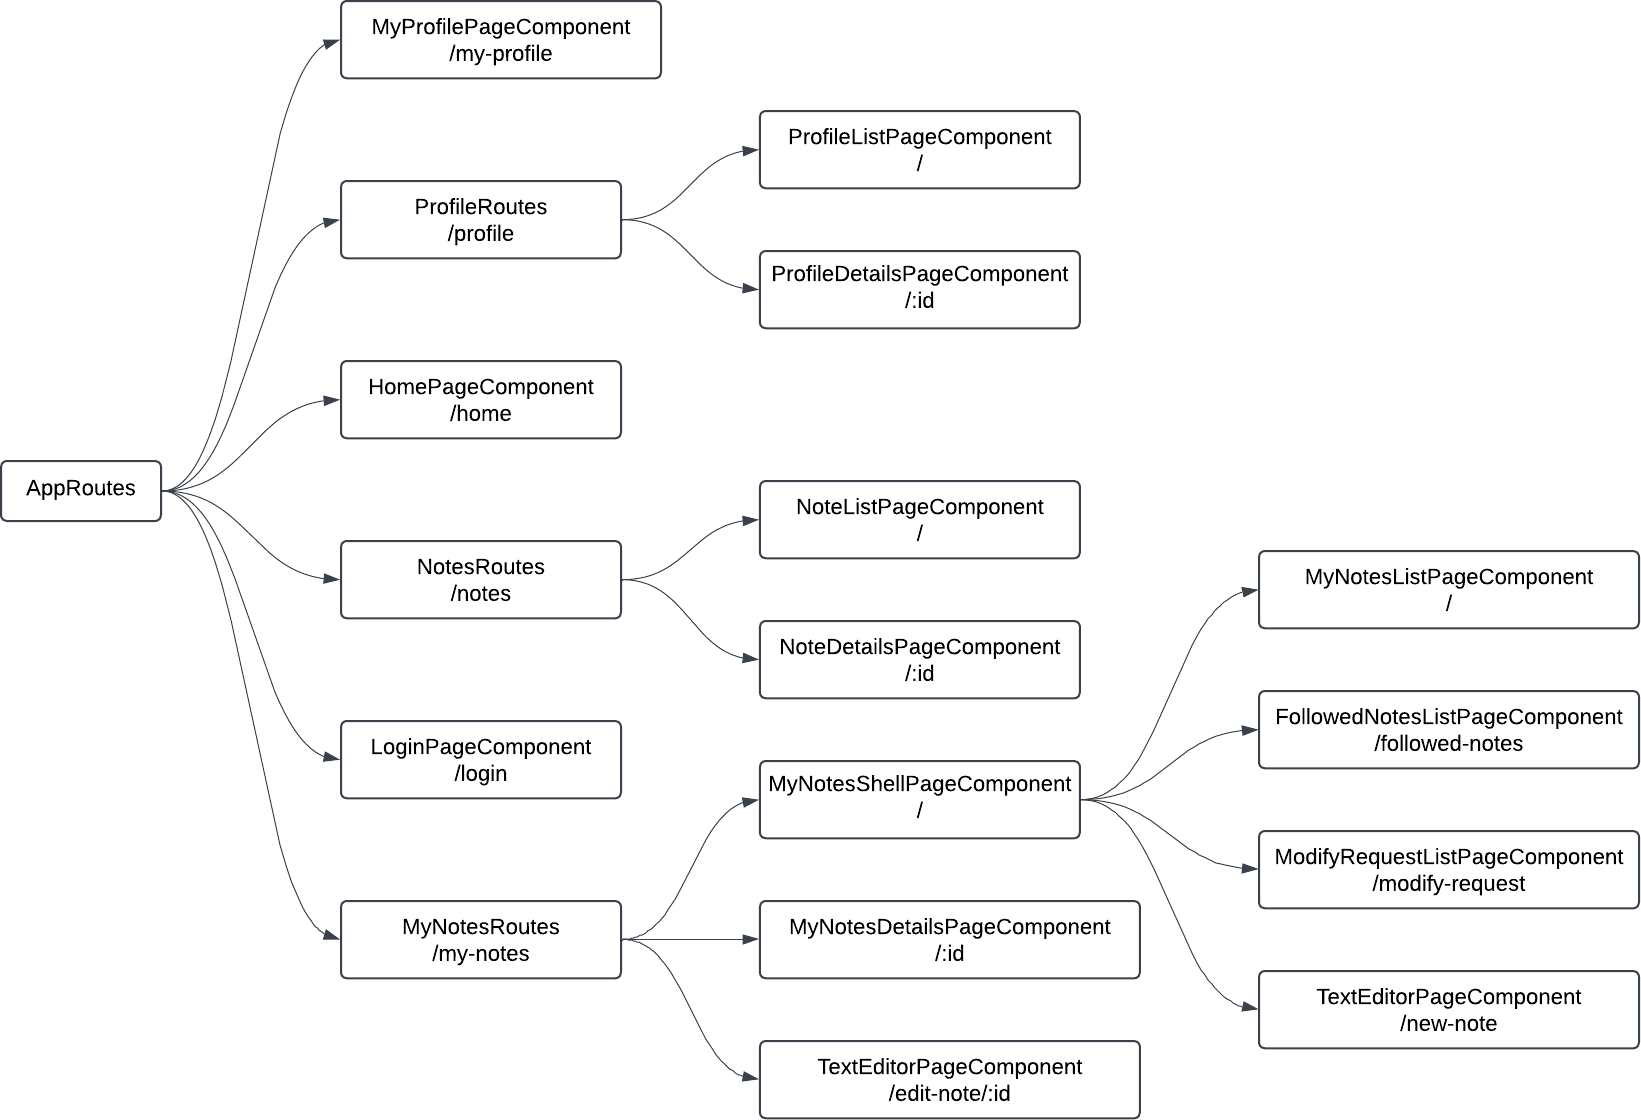 MyProfilePageComponent
/my-profile
ProfileListPageComponent
/
ProfileRoutes
/profile
ProfileDetailsPageComponent
/:id
HomePageComponent
/home
AppRoutes
NoteListPageComponent
/
NotesRoutes
/notes
MyNotesListPageComponent
/
NoteDetailsPageComponent
/:id
FollowedNotesListPageComponent
/followed-notes
LoginPageComponent
/login
MyNotesShellPageComponent
/
ModifyRequestListPageComponent
/modify-request
MyNotesRoutes
/my-notes
MyNotesDetailsPageComponent
/:id
TextEditorPageComponent
/new-note
TextEditorPageComponent
/edit-note/:id